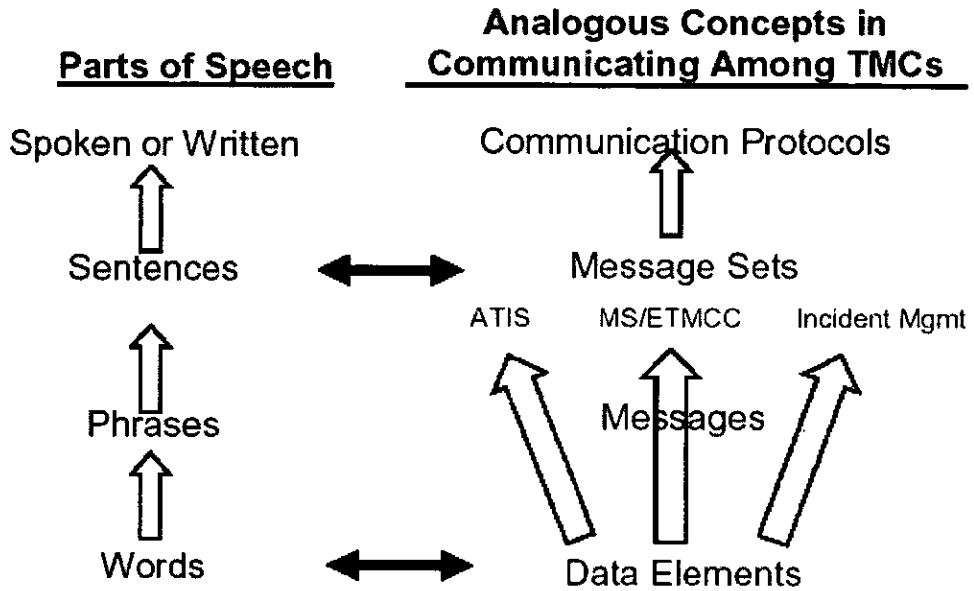 Parts of Speech
Analogous Concepts in
Communicating Among TMCs
Spoken or Written
Communication Protocols
Sentences
Message Sets
ATIS
MS/ETMCC
Incident Mgmt
Phrases
Messages
Words
Data Elements